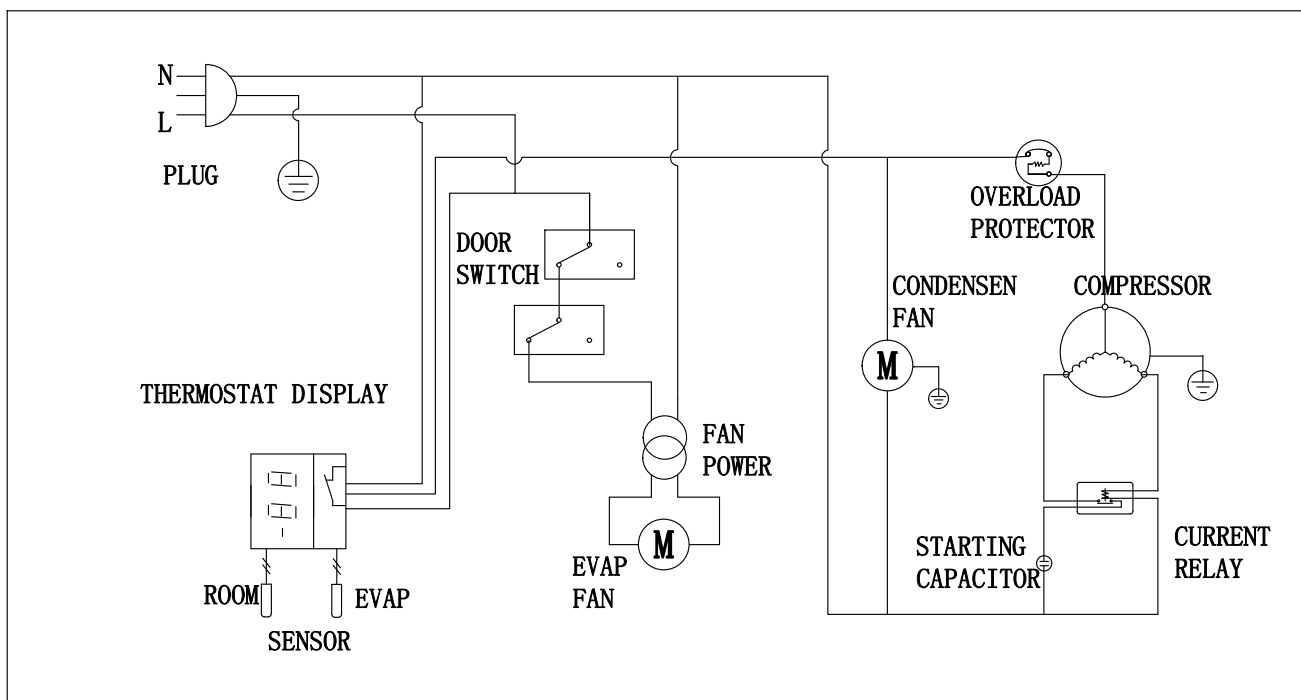 N
L
PLUG
OVERLOAD
PROTECTOR
DOOR
SWITCH
CONDENSEN
FAN
COMPRESSOR
THERMOSTAT DISPLAY
FAN
POWER
M
M
EVAP
FAN
STARTING
CAPACITOR
CURRENT
RELAY
ROOM
EVAP
SENSOR